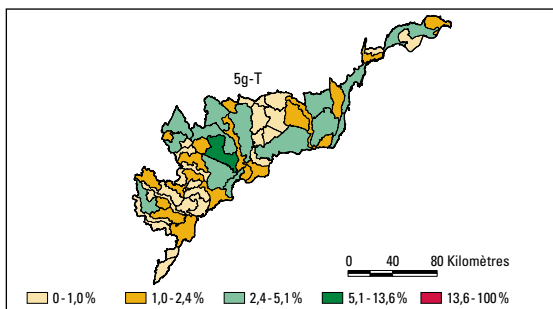 5g-T
0 40 80 Kilomètres
0 - 1,0 % 1,0 - 2,4 % 2,4 - 5,1 % 5,1 - 13,6 % 13,6 - 100 %